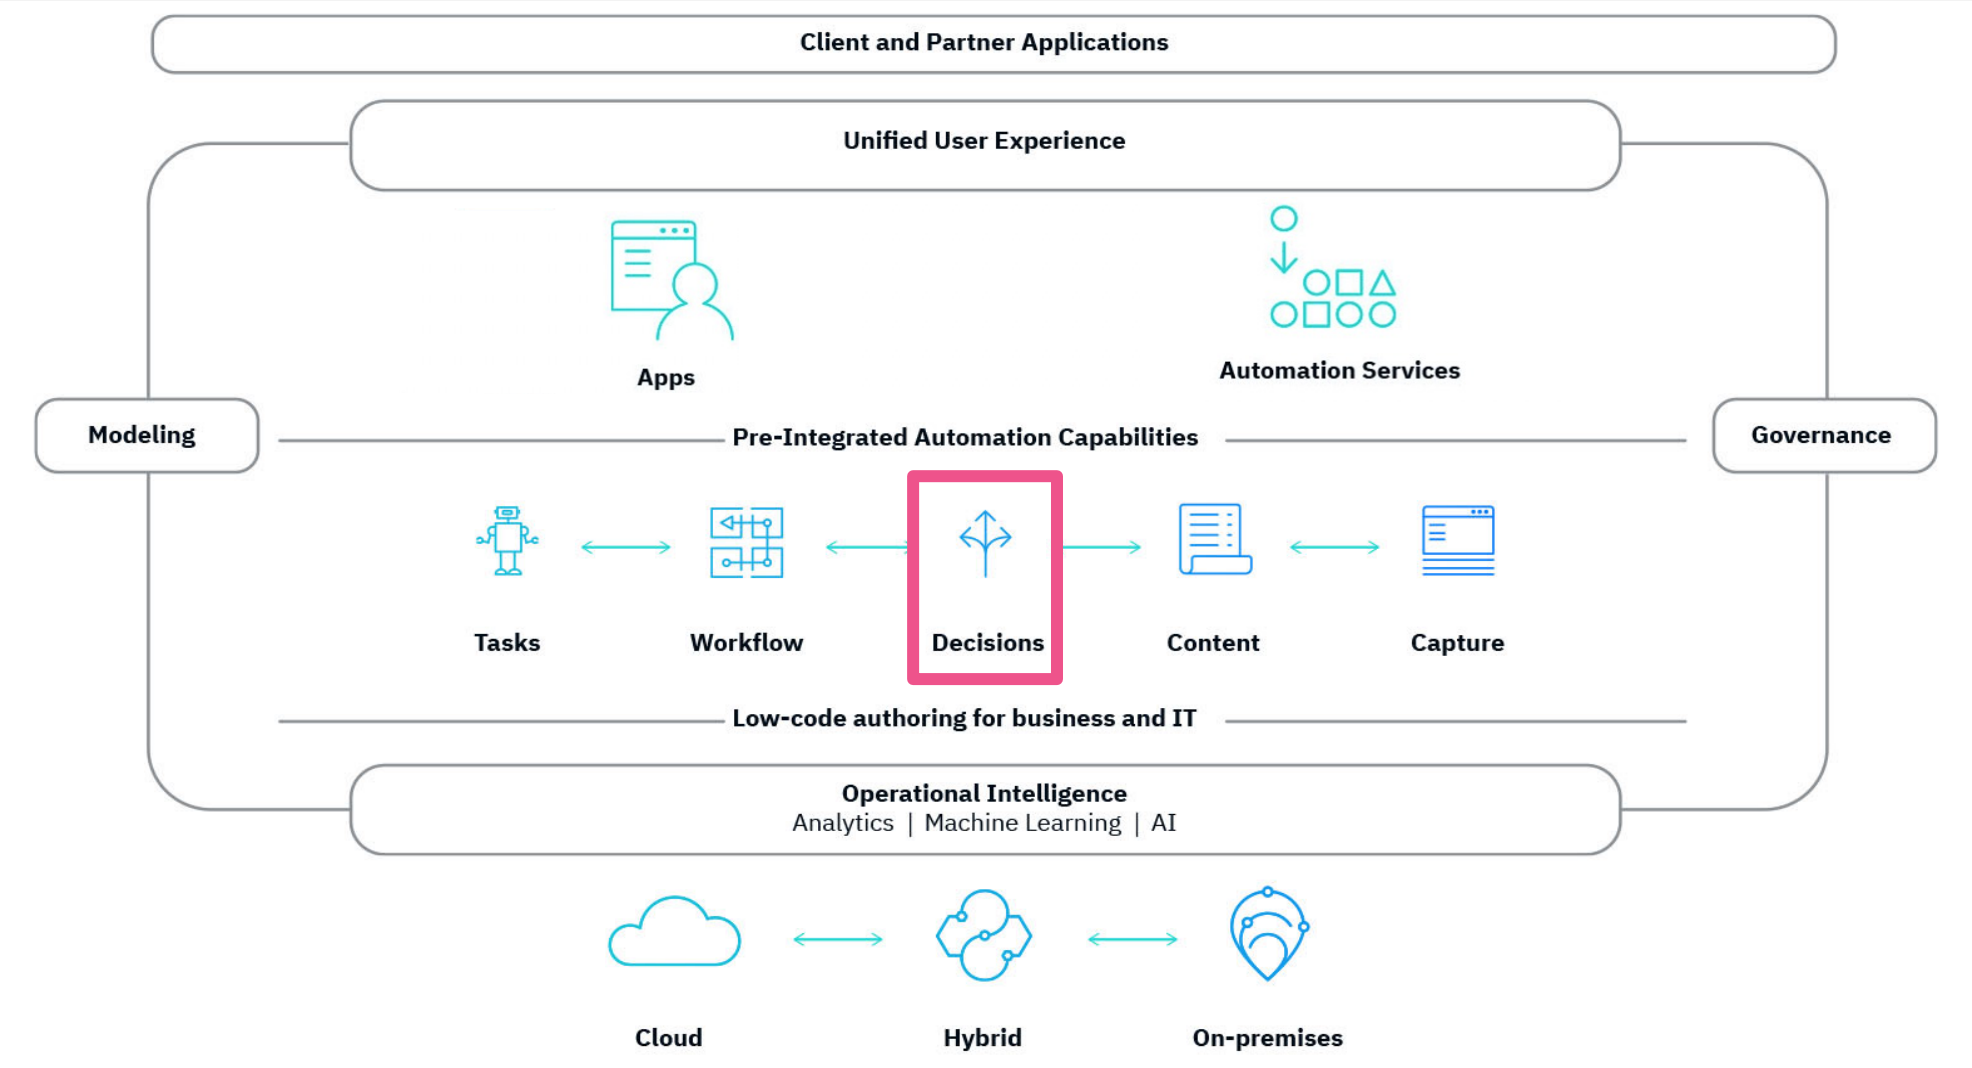 Client and Partner Applications
Unified User Experience
Apps
Automation Services
Modeling
Pre-Integrated Automation Capabilities
Governance
Tasks
Workflow
Decisions
Content
Capture
Low-code authoring for business and IT
Operational Intelligence
Analytics | Machine Learning | AI
Cloud
Hybrid
On-premises